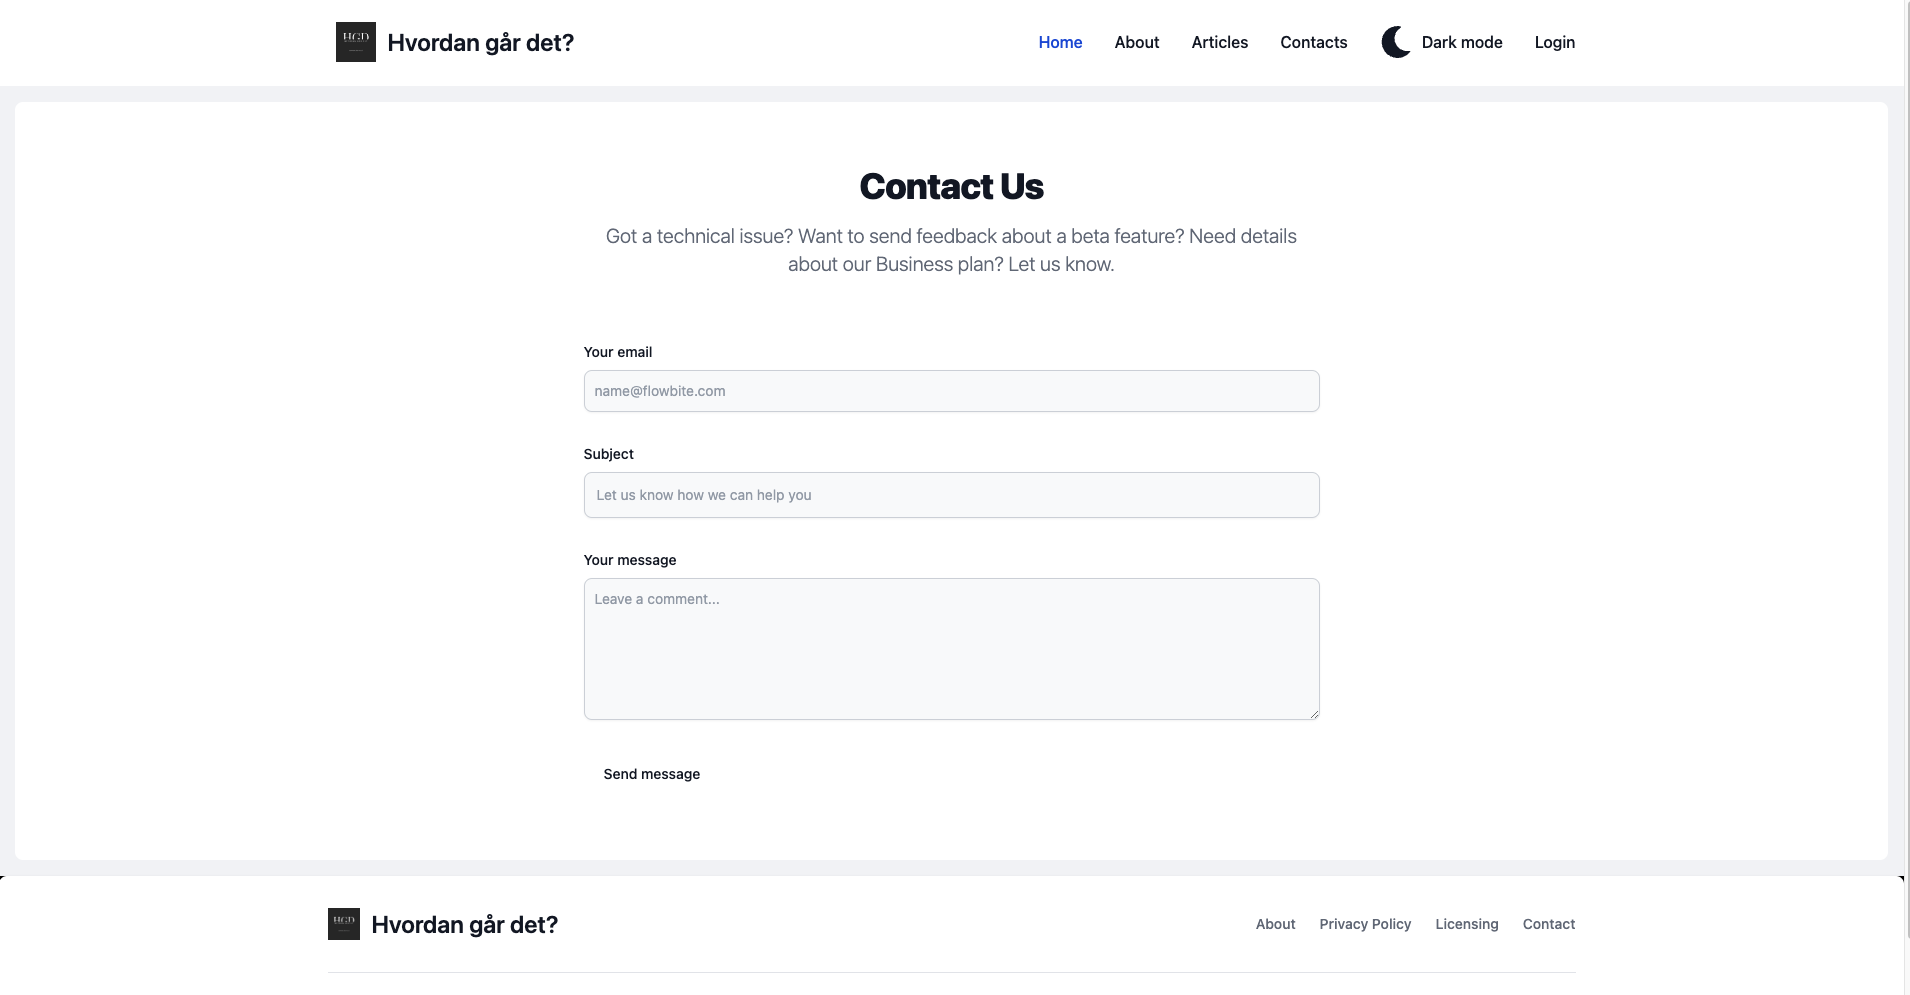 HGD
Hvordan går det?
Home
About
Articles
Contacts
Dark mode
Login
Contact Us
Got a technical issue? Want to send feedback about a beta feature? Need details
about our Business plan? Let us know.
Your email
name@flowbite.com
Subject
Let us know how we can help you
Your message
Leave a comment...
Send message
HGD
Hvordan går det?
About
Privacy Policy
Licensing
Contact